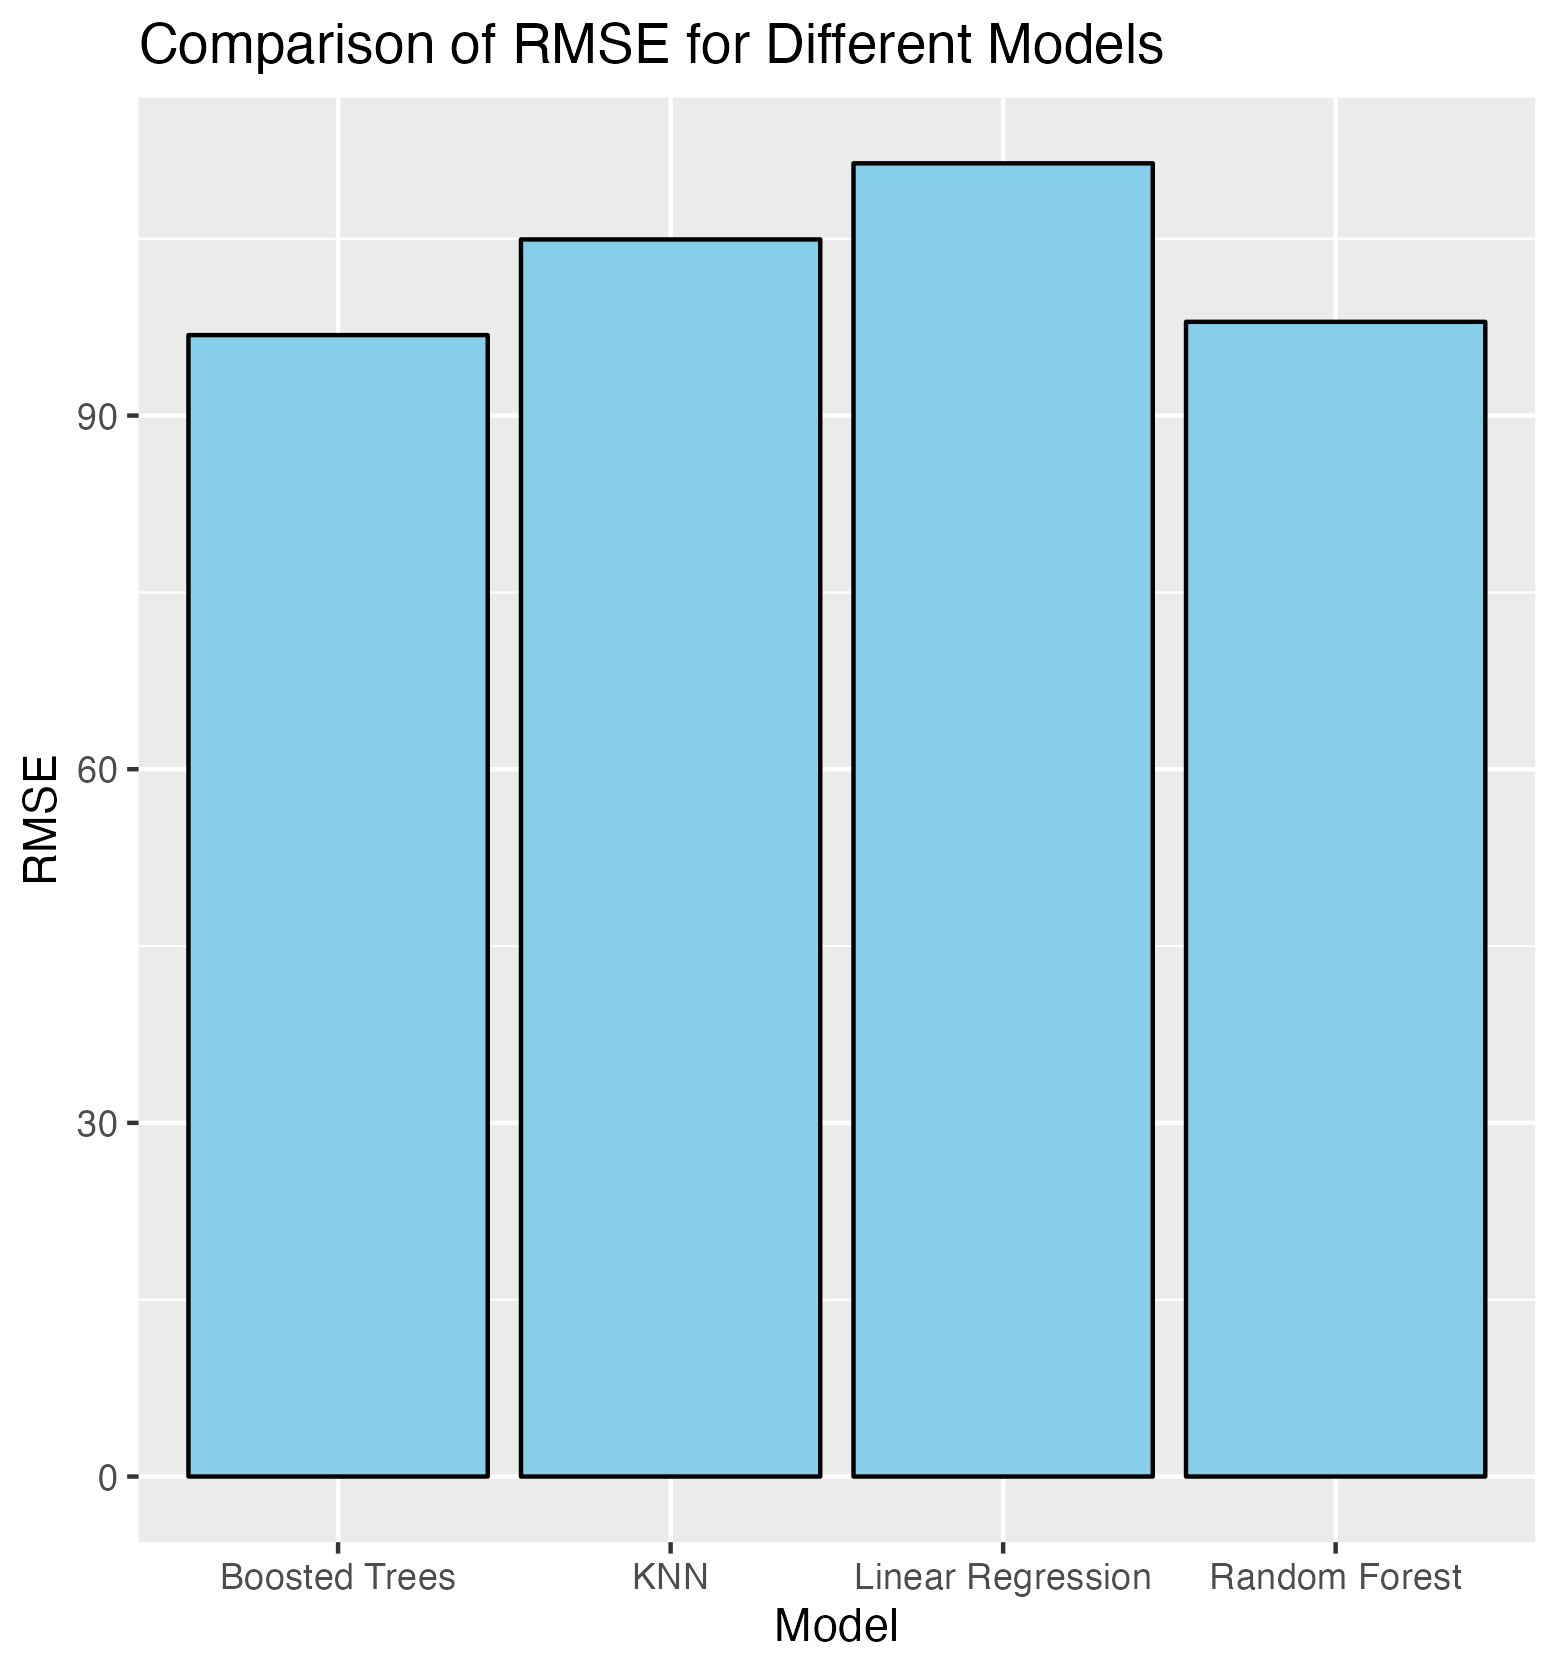 Comparison of RMSE for Different Models
RMSE
90
60
30
0
Boosted Trees KNN Linear Regression Random Forest
Model